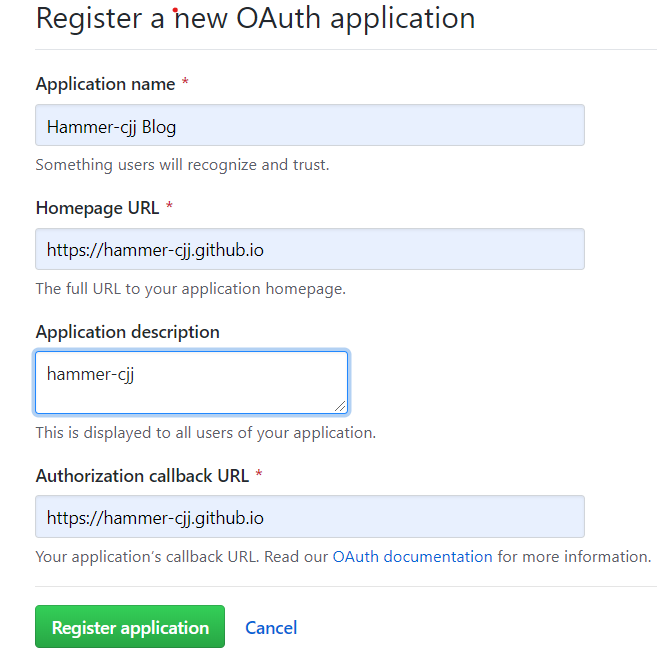 Register a new OAuth application
Application name *
Hammer-cjj Blog
Something users will recognize and trust.
Homepage URL *
https://hammer-cjj.github.io
The full URL to your application homepage.
Application description
hammer-cjj
This is displayed to all users of your application.
Authorization callback URL *
https://hammer-cjj.github.io
Your application's callback URL. Read our OAuth documentation for more information.
Register application Cancel